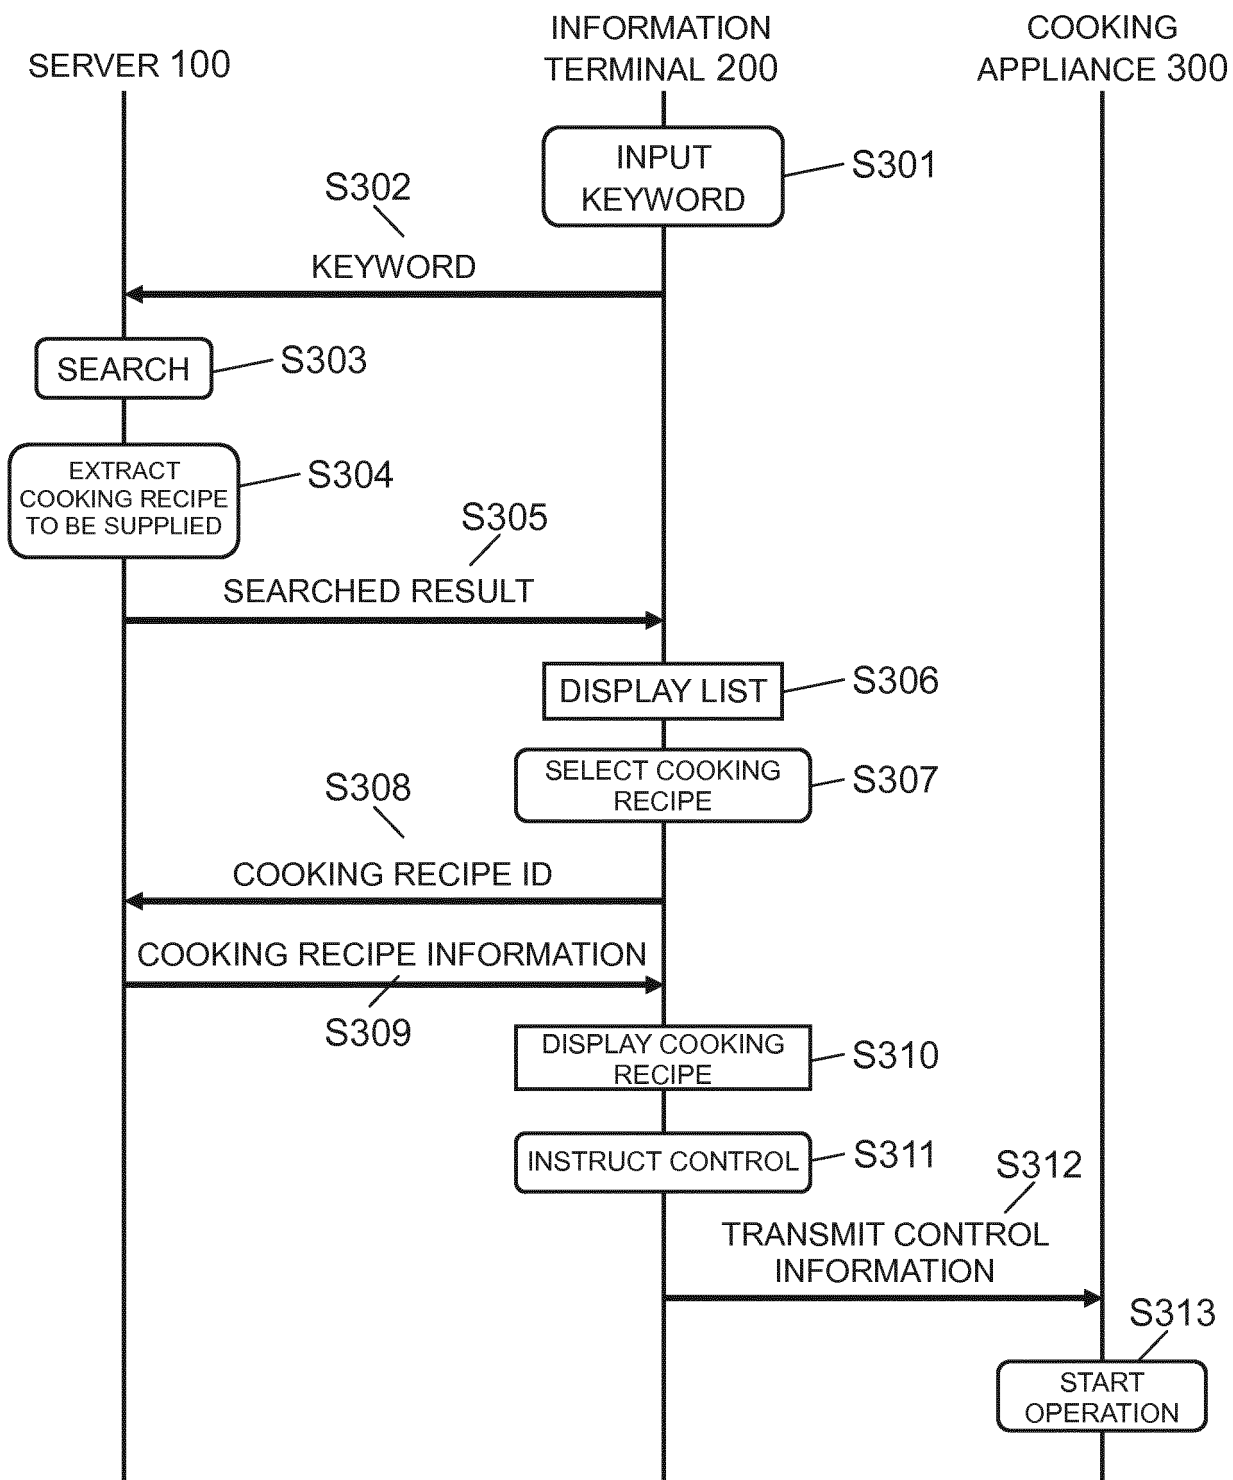 SERVER 100
INFORMATION
TERMINAL 200
COOKING
APPLIANCE 300
INPUT
KEYWORD
S301
S302
KEYWORD
SEARCH
S303
EXTRACT
COOKING RECIPE
TO BE SUPPLIED
S304
S305
SEARCHED RESULT
DISPLAY LIST
S306
SELECT COOKING
RECIPE
S307
S308
COOKING RECIPE ID
COOKING RECIPE INFORMATION
S309
DISPLAY COOKING
RECIPE
S310
INSTRUCT CONTROL
S311
S312
TRANSMIT CONTROL
INFORMATION
S313
START
OPERATION